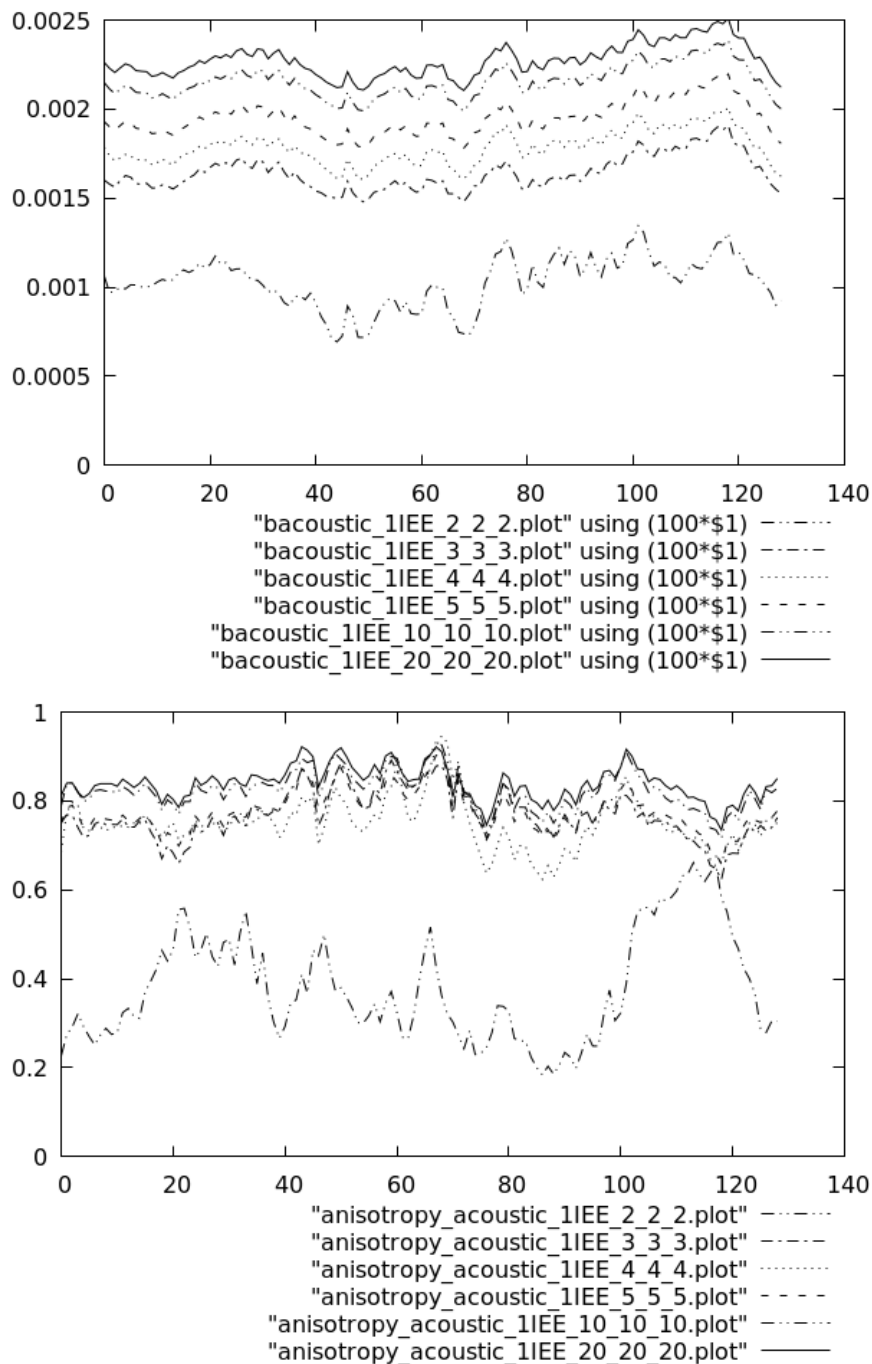 0.0025
0.002
0.0015
0.001
0.0005
0
0 20 40 60 80 100 120 140
"bacoustic_1IEE_2_2_2.plot" using (100*$1)
"bacoustic_1IEE_3_3_3.plot" using (100*$1)
"bacoustic_1IEE_4_4_4.plot" using (100*$1)
"bacoustic_1IEE_5_5_5.plot" using (100*$1)
"bacoustic_1IEE_10_10_10.plot" using (100*$1)
"bacoustic_1IEE_20_20_20.plot" using (100*$1)
1
0.8
0.6
0.4
0.2
0
0 20 40 60 80 100 120 140
"anisotropy_acoustic_1IEE_2_2_2.plot"
"anisotropy_acoustic_1IEE_3_3_3.plot"
"anisotropy_acoustic_1IEE_4_4_4.plot"
"anisotropy_acoustic_1IEE_5_5_5.plot"
"anisotropy_acoustic_1IEE_10_10_10.plot"
"anisotropy_acoustic_1IEE_20_20_20.plot"